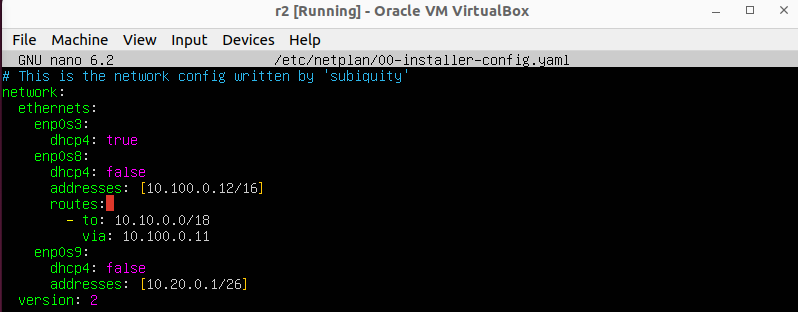 r2 [Running] - Oracle VM VirtualBox
File Machine View Input Devices Help
GNU nano 6.2 /etc/netplan/00-installer-config.yaml
# This is the network config written by 'subiquity'
network:
  ethernets:
    enp0s3:
      dhcp4: true
    enp0s8:
      dhcp4: false
      addresses: [10.100.0.12/16]
      routes:
        - to: 10.10.0.0/18
          via: 10.100.0.11
    enp0s9:
      dhcp4: false
      addresses: [10.20.0.1/26]
  version: 2